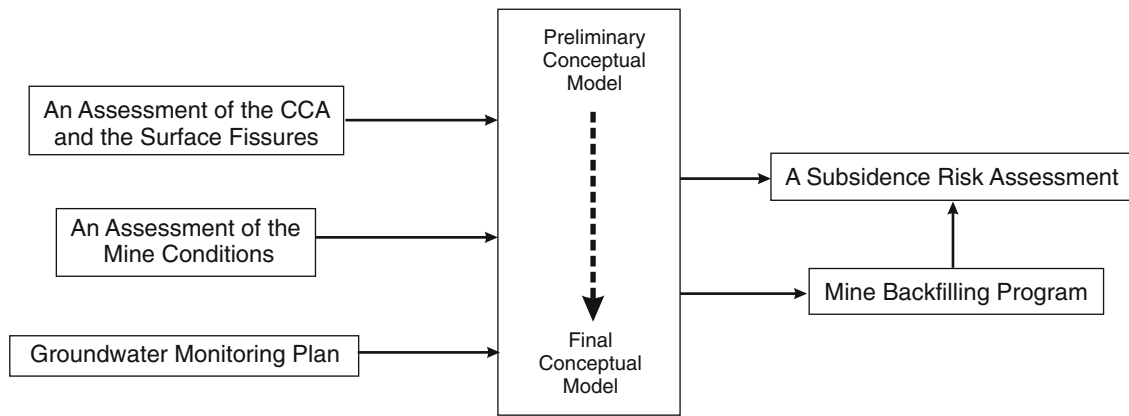 An Assessment of the CCA
and the Surface Fissures
An Assessment of the
Mine Conditions
Groundwater Monitoring Plan
Preliminary
Conceptual
Model
Final
Conceptual
Model
A Subsidence Risk Assessment
Mine Backfilling Program